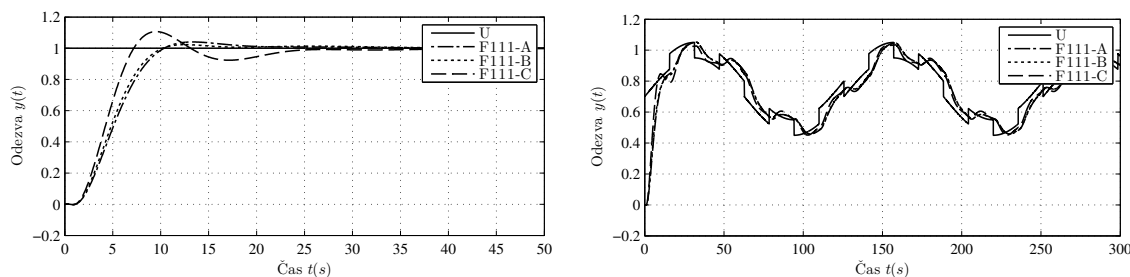 1.2
1
0.8
0.6
0.4
0.2
0
−0.2
Odezva y(t)
U
F111-A
F111-B
F111-C
0 5 10 15 20 25 30 35 40 45 50
Čas t(s)
1.2
1
0.8
0.6
0.4
0.2
0
−0.2
Odezva y(t)
U
F111-A
F111-B
F111-C
0 50 100 150 200 250 300
Čas t(s)